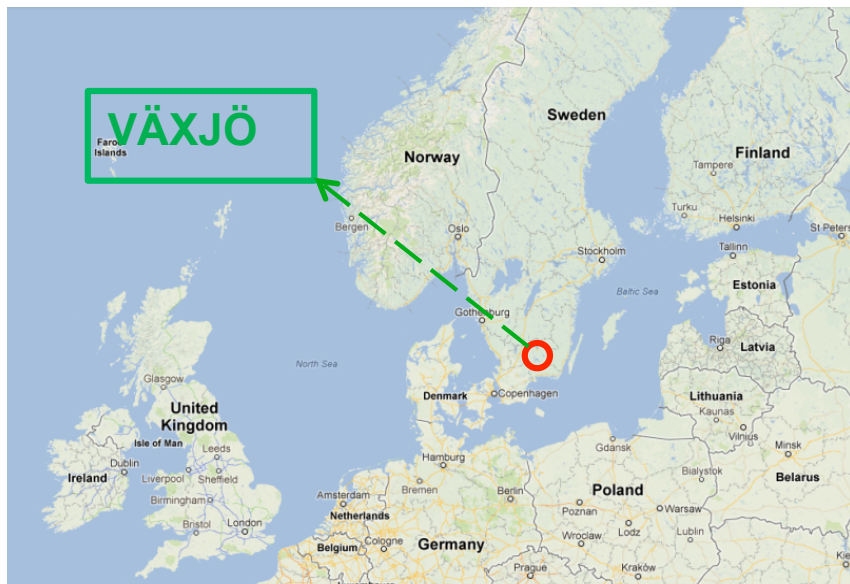 VÄXJÖ
Faroe
Islands
Sweden
Norway
Finland
Tampere
Turku
Helsinki
St Peters
Bergen
Oslo
Stockholm
Tallinn
Estonia
Baltic Sea
Gothenburg
Riga
Latvia
North Sea
Glasgow
Denmark
Copenhagen
Lithuania
Kaunas
Vilnius
United
Kingdom
Isle of Man
Leeds
Gdansk
Minsk
Hamburg
Dublin
Ireland
Liverpool
Sheffield
Bremen
Berlin
Bialystok
Belarus
Birmingham
Amsterdam
Poland
Poznan
Warsaw
Netherlands
Bristol
London
Lodz
Wroclaw
Lublin
Belgium
Cologne
Germany
Prague
Kraków
Kie